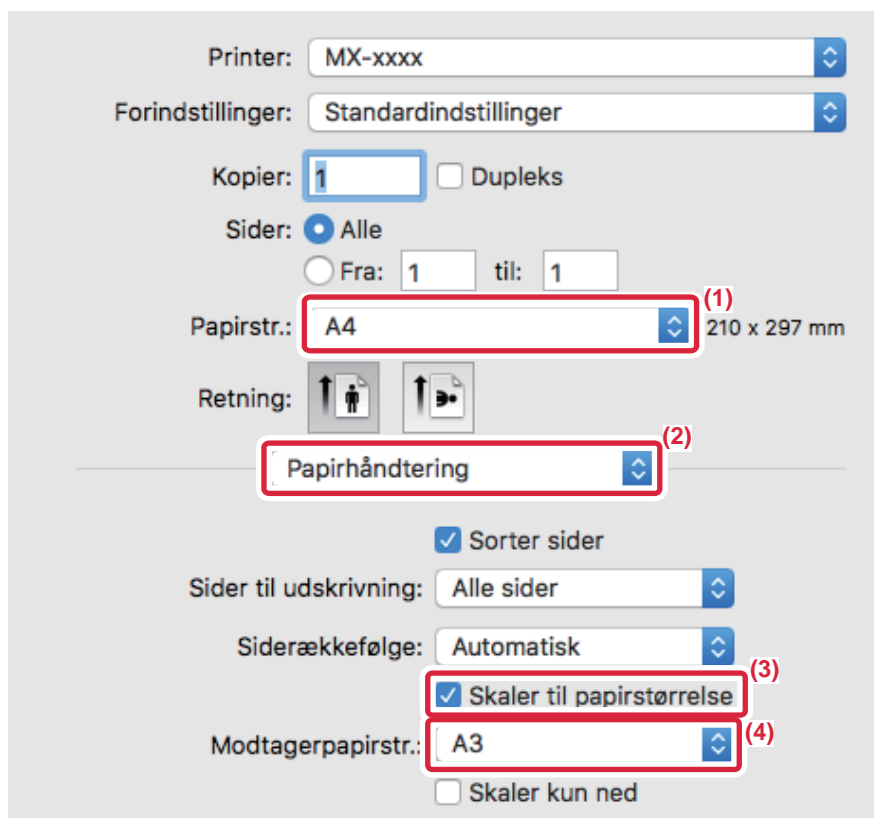 Printer: MX-xxxx
Forindstillinger: Standardindstillinger
Kopier: 1 Dupleks
Sider: Alle
Fra: 1 til: 1
(1)
Papirstr.: A4 210 x 297 mm
Retning:
(2)
Papirhåndtering
Sorter sider
Sider til udskrivning: Alle sider
Siderækkefølge: Automatisk
(3)
Skaler til papirstørrelse
Modtagerpapirstr.: A3 (4)
Skaler kun ned